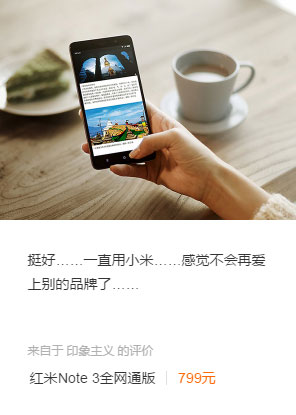 挺好……一直用小米……感觉不会再爱
上别的品牌了……
来自于 印象主义 的评价
红米Note 3全网通版
799元